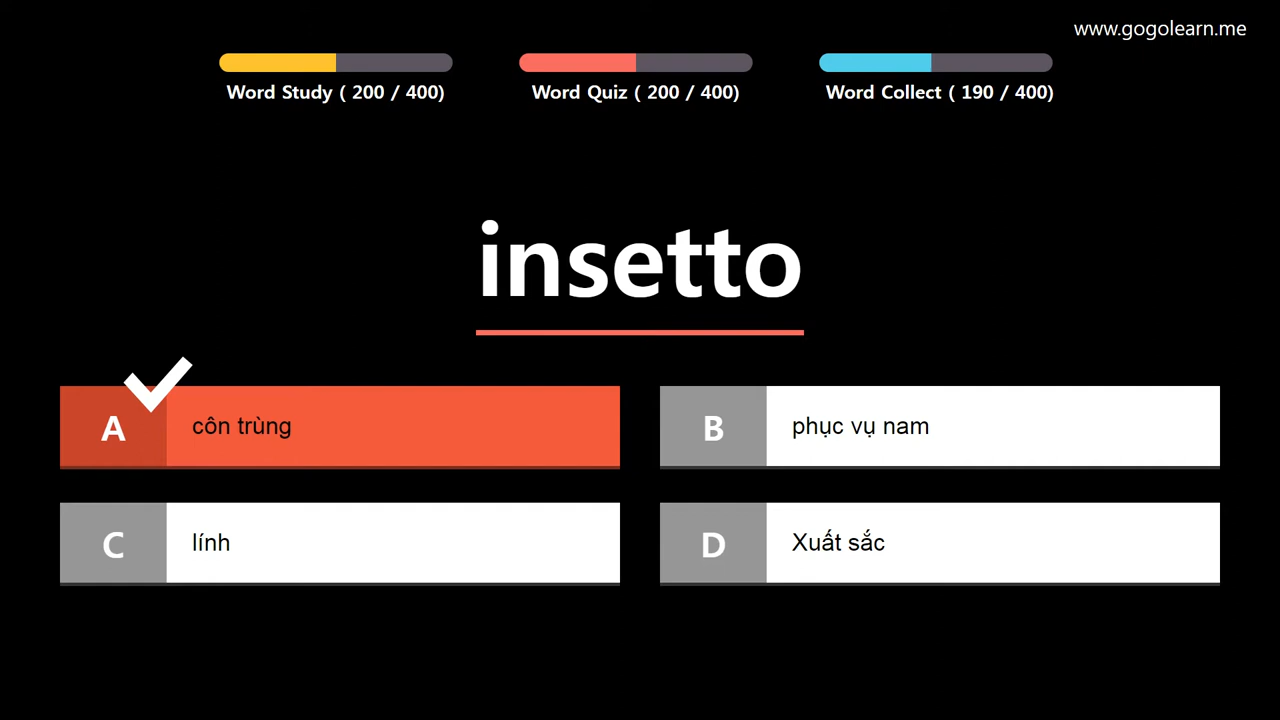 www.gogolearn.me
Word Study ( 200 / 400)
Word Quiz ( 200 / 400)
Word Collect ( 190 / 400)
insetto
A côn trùng
B phục vụ nam
C lính
D Xuất sắc